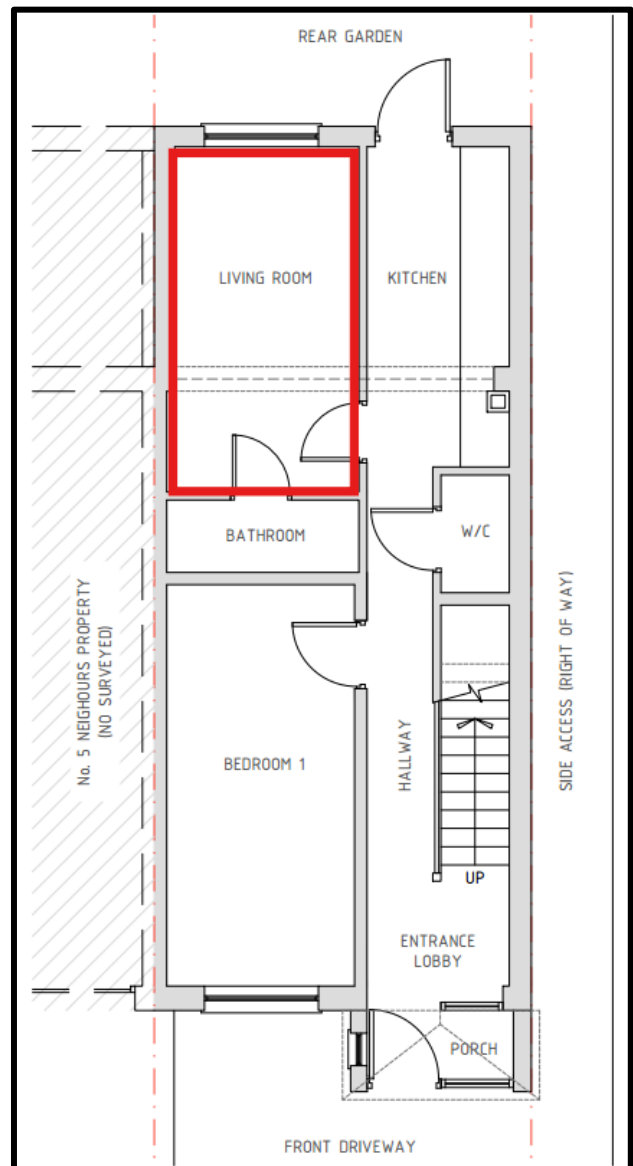 REAR GARDEN
LIVING ROOM
KITCHEN
BATHROOM
W/C
No. 5 NEIGHOURS PROPERTY
(NO SURVEYED)
SIDE ACCESS (RIGHT OF WAY)
BEDROOM 1
HALLWAY
UP
ENTRANCE
LOBBY
PORCH
FRONT DRIVEWAY